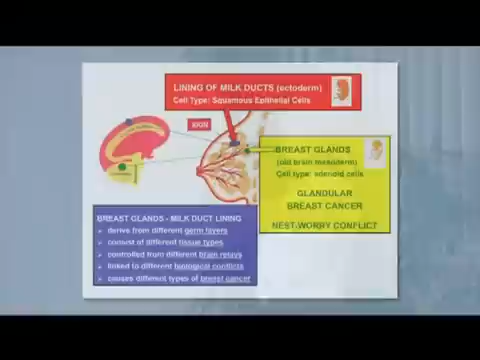 LINING OF MILK DUCTS (ectoderm)
Cell Type: Squamous Epithelial Cells
SKIN
BREAST GLANDS
(old brain mesoderm)
Cell type: adenoid cells
GLANDULAR
BREAST CANCER
NEST-WORRY CONFLICT
BREAST GLANDS - MILK DUCT LINING
➢ derive from different germ layers
➢ consist of different tissue types
➢ controlled from different brain relays
➢ linked to different biological conflicts
➢ causes different types of breast cancer